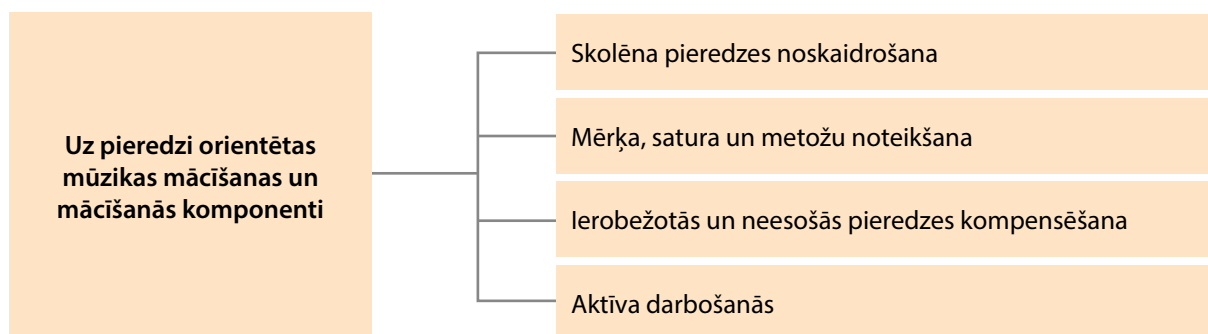 Uz pieredzi orientētas
mūzikas mācīšanas un
mācīšanās komponenti
Skolēna pieredzes noskaidrošana
Mērķa, satura un metožu noteikšana
Ierobežotās un neesošās pieredzes kompensēšana
Aktīva darbošanās